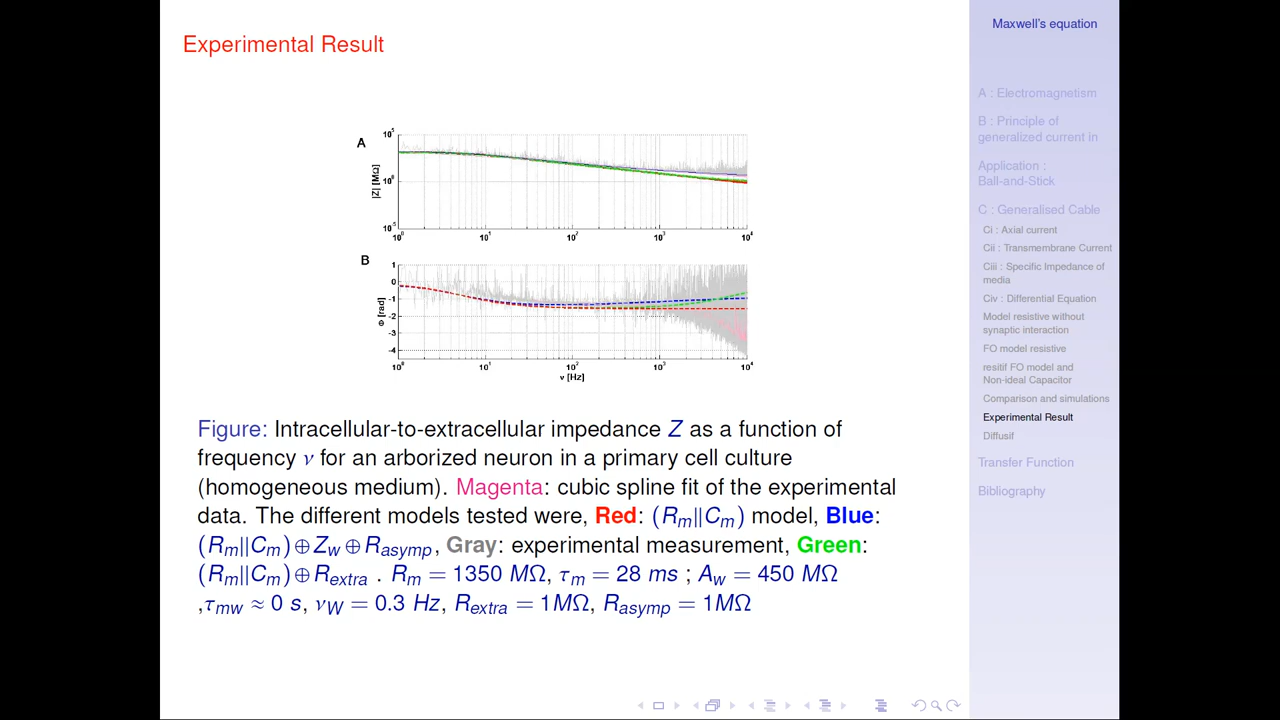 Experimental Result
A
10^5
10^0
10^-5
|Z| [MΩ]
10^0 10^1 10^2 10^3 10^4
B
1
0
-1
-2
-3
-4
Φ [rad]
10^0 10^1 10^2 10^3 10^4
ν [Hz]
Figure: Intracellular-to-extracellular impedance Z as a function of
frequency ν for an arborized neuron in a primary cell culture
(homogeneous medium). Magenta: cubic spline fit of the experimental
data. The different models tested were, Red: (R_m||C_m) model, Blue:
(R_m||C_m)⊕Z_w⊕R_asymp, Gray: experimental measurement, Green:
(R_m||C_m)⊕R_extra . R_m = 1350 MΩ, τ_m = 28 ms ; A_w = 450 MΩ
,τ_mw ≈ 0 s, ν_W = 0.3 Hz, R_extra = 1MΩ, R_asymp = 1MΩ
Maxwell's equation
A : Electromagnetism
B : Principle of
generalized current in
Application :
Ball-and-Stick
C : Generalised Cable
Ci : Axial current
Cii : Transmembrane Current
Ciii : Specific Impedance of
media
Civ : Differential Equation
Model resistive without
synaptic interaction
FO model resistive
resitif FO model and
Non-ideal Capacitor
Comparison and simulations
Experimental Result
Diffusif
Transfer Function
Bibliography